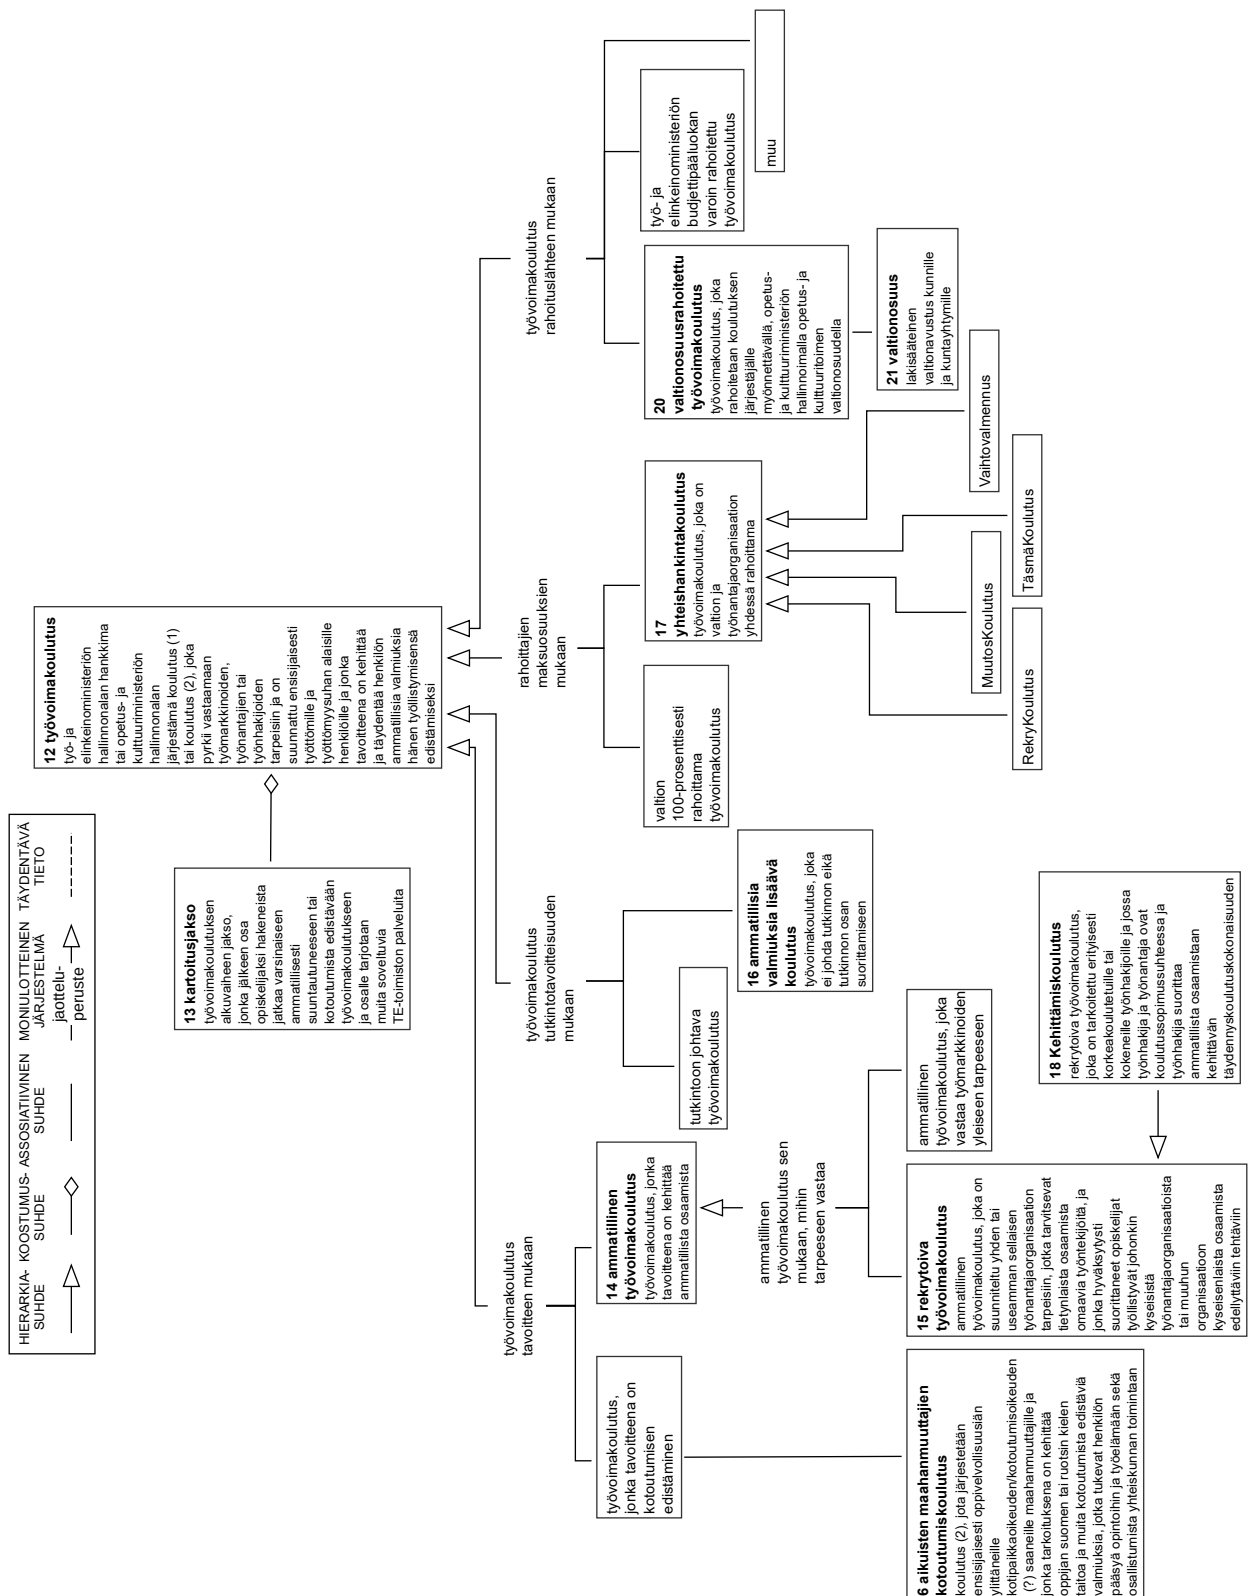 HIERARKIA-
SUHDE
KOOSTUMUS-
SUHDE
ASSOSIATIIVINEN
SUHDE
MONIULOTTEINEN
JÄRJESTELMÄ
jaottelu-
peruste
TÄYDENTÄVÄ
TIETO
12 työvoimakoulutus
työ- ja
elinkeinoministeriön
hallinnonalan hankkima
tai opetus- ja
kulttuuriministeriön
hallinnonalan
järjestämä koulutus (1)
tai koulutus (2), joka
pyrkii vastaamaan
työmarkkinoiden,
työnantajien tai
työnhakijoiden
tarpeisiin ja on
suunnattu ensisijaisesti
työttömille ja
työttömyysuhan alaisille
henkilöille ja jonka
tavoitteena on kehittää
ja täydentää henkilön
ammatillisia valmiuksia
hänen työllistymisensä
edistämiseksi
13 kartoitusjakso
työvoimakoulutuksen
alkuvaiheen jakso,
jonka jälkeen osa
opiskelijaksi hakeneista
jatkaa varsinaiseen
ammatillisesti
suuntautuneeseen tai
kotoutumista edistävään
työvoimakoulutukseen
ja osalle tarjotaan
muita soveltuvia
TE-toimiston palveluita
työvoimakoulutus
tavoitteen mukaan
työvoimakoulutus,
jonka tavoitteena on
kotoutumisen
edistäminen
6 aikuisten maahanmuuttajien
kotoutumiskoulutus
koulutus (2), jota järjestetään
ensisijaisesti oppivelvollisuusiän
ylittäneille
kotipaikkaoikeuden/kotoutumisoikeuden
(?) saaneille maahanmuuttajille ja
jonka tarkoituksena on kehittää
oppijan suomen tai ruotsin kielen
taitoa ja muita kotoutumista edistäviä
valmiuksia, jotka tukevat henkilön
pääsyä opintoihin ja työelämään sekä
osallistumista yhteiskunnan toimintaan
14 ammatillinen
työvoimakoulutus
työvoimakoulutus, jonka
tavoitteena on kehittää
ammatillista osaamista
ammatillinen
työvoimakoulutus sen
mukaan, mihin
tarpeeseen vastaa
15 rekrytoiva
työvoimakoulutus
ammatillinen
työvoimakoulutus, joka on
suunniteltu yhden tai
useamman sellaisen
työnantajaorganisaation
tarpeisiin, jotka tarvitsevat
tietynlaista osaamista
omaavia työntekijöitä, ja
jonka hyväksytysti
suorittaneet opiskelijat
työllistyvät johonkin
kyseisistä
työnantajaorganisaatioista
tai muuhun
organisaatioon
kyseisenlaista osaamista
edellyttäviin tehtäviin
ammatillinen
työvoimakoulutus, joka
vastaa työmarkkinoiden
yleiseen tarpeeseen
18 Kehittämiskoulutus
rekrytoiva työvoimakoulutus,
joka on tarkoitettu erityisesti
korkeakoulutetuille tai
kokeneille työnhakijoille ja jossa
työnhakija ja työnantaja ovat
koulutussopimussuhteessa ja
työnhakija suorittaa
ammatillista osaamistaan
kehittävän
täydennyskoulutuskokonaisuuden
työvoimakoulutus
tutkintotavoitteisuuden
mukaan
tutkintoon johtava
työvoimakoulutus
16 ammatillisia
valmiuksia lisäävä
koulutus
työvoimakoulutus, joka
ei johda tutkinnon eikä
tutkinnon osan
suorittamiseen
rahoittajien
maksuosuuksien
mukaan
valtion
100-prosenttisesti
rahoittama
työvoimakoulutus
17
yhteishankintakoulutus
työvoimakoulutus, joka on
valtion ja
työnantajaorganisaation
yhdessä rahoittama
RekryKoulutus
MuutosKoulutus
TäsmäKoulutus
Vaihtovalmennus
työvoimakoulutus
rahoituslähteen mukaan
20
valtionosuusrahoitettu
työvoimakoulutus
työvoimakoulutus, joka
rahoitetaan koulutuksen
järjestäjälle
myönnettävällä, opetus-
ja kulttuuriministeriön
hallinnoimalla opetus- ja
kulttuuritoimen
valtionosuudella
21 valtionosuus
lakisääteinen
valtionavustus kunnille
ja kuntayhtymille
työ- ja
elinkeinoministeriön
budjettipääluokan
varoin rahoitettu
työvoimakoulutus
muu